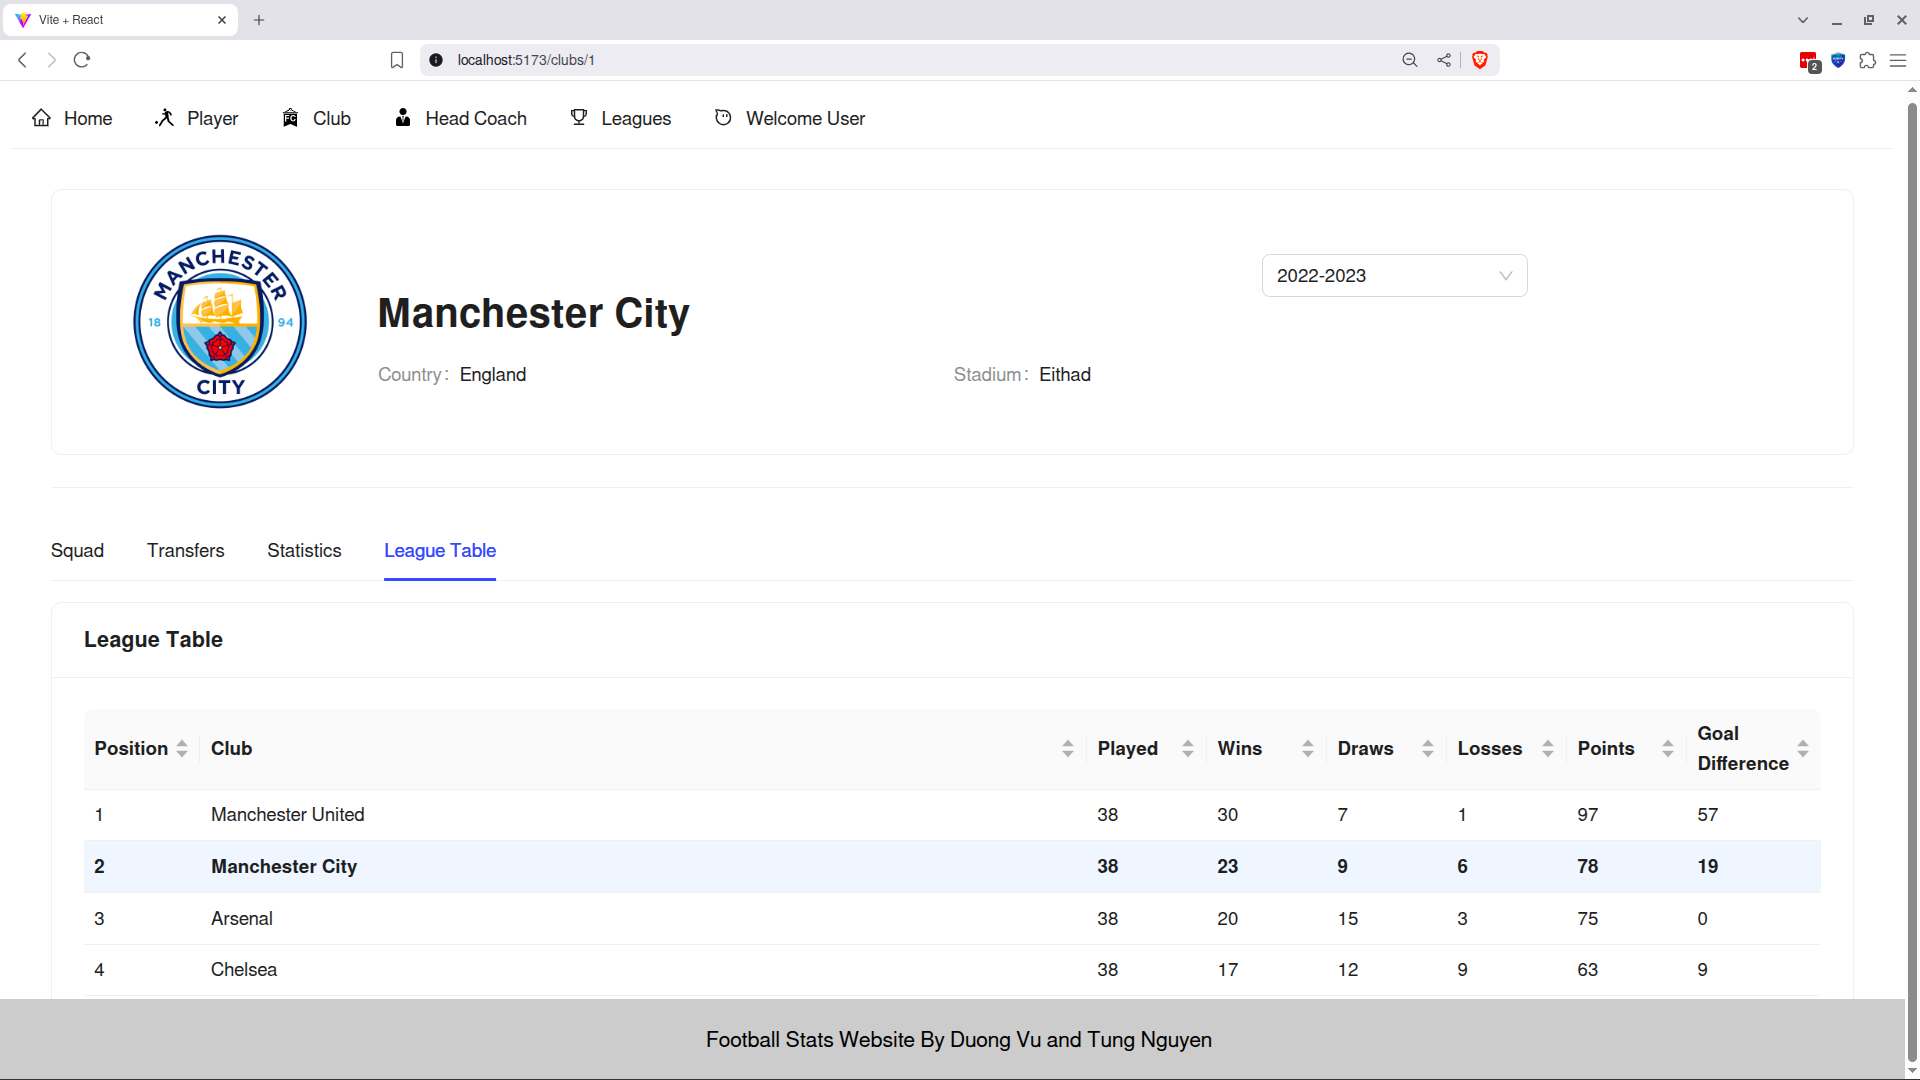 Vite + React
localhost:5173/clubs/1
2
Home Player Club Head Coach Leagues Welcome User
FC
MANCHESTER
18 94
CITY
2022-2023
Manchester City
Country: England Stadium: Eithad
Squad Transfers Statistics League Table
League Table
Position Club Played Wins Draws Losses Points Goal Difference
1 Manchester United 38 30 7 1 97 57
2 Manchester City 38 23 9 6 78 19
3 Arsenal 38 20 15 3 75 0
4 Chelsea 38 17 12 9 63 9
Football Stats Website By Duong Vu and Tung Nguyen